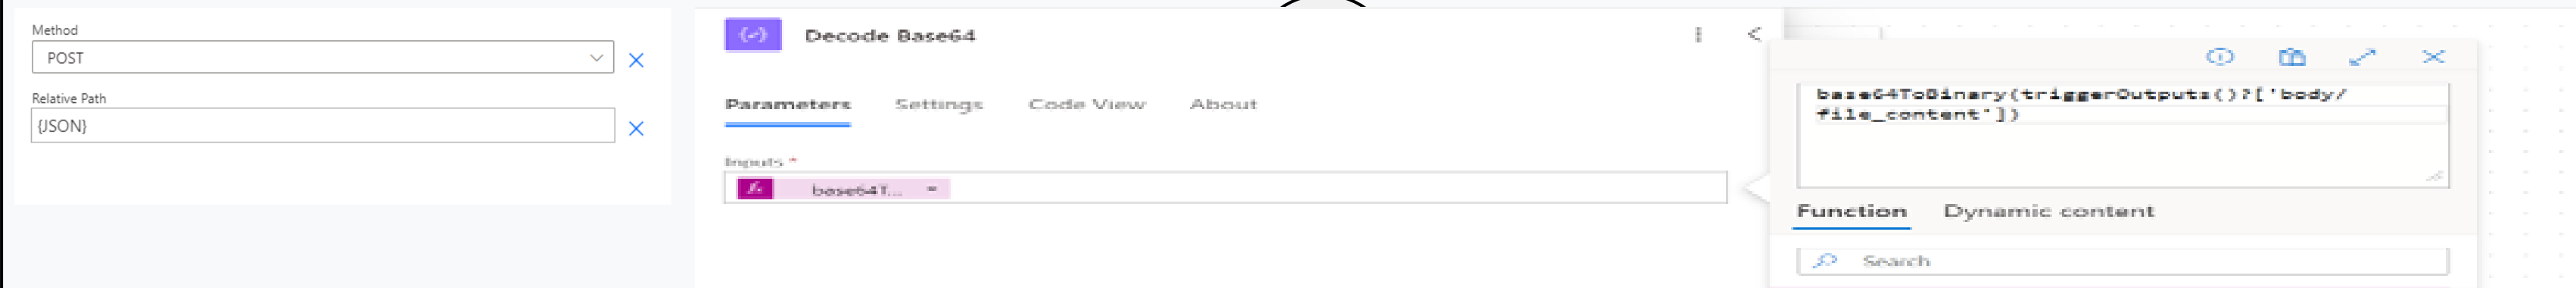 Method
POST
Relative Path
{JSON}
Decode Base64
Parameters Settings Code View About
Inputs *
fx base64T...
base64ToBinary(triggerOutputs()?['body/
file_content'])
Function Dynamic content
Search